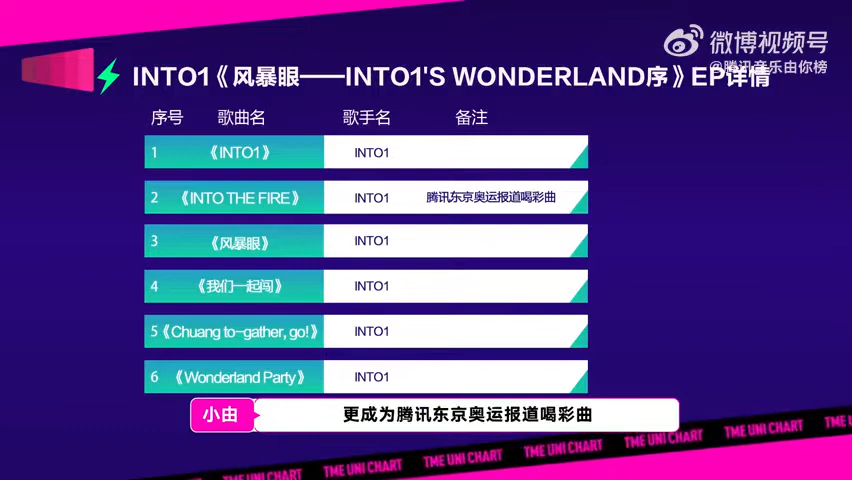 微博视频号
@腾讯音乐由你榜
INTO1《风暴眼——INTO1'S WONDERLAND序》EP详情
序号 歌曲名 歌手名 备注
1 《INTO1》 INTO1
2 《INTO THE FIRE》 INTO1 腾讯东京奥运报道喝彩曲
3 《风暴眼》 INTO1
4 《我们一起闯》 INTO1
5 《Chuang to-gather, go!》 INTO1
6 《Wonderland Party》 INTO1
小由 更成为腾讯东京奥运报道喝彩曲
TME UNI CHART TME UNI CHART TME UNI CHART TME UNI CHART TME UNI CHART TME UNI CHART TME UNI